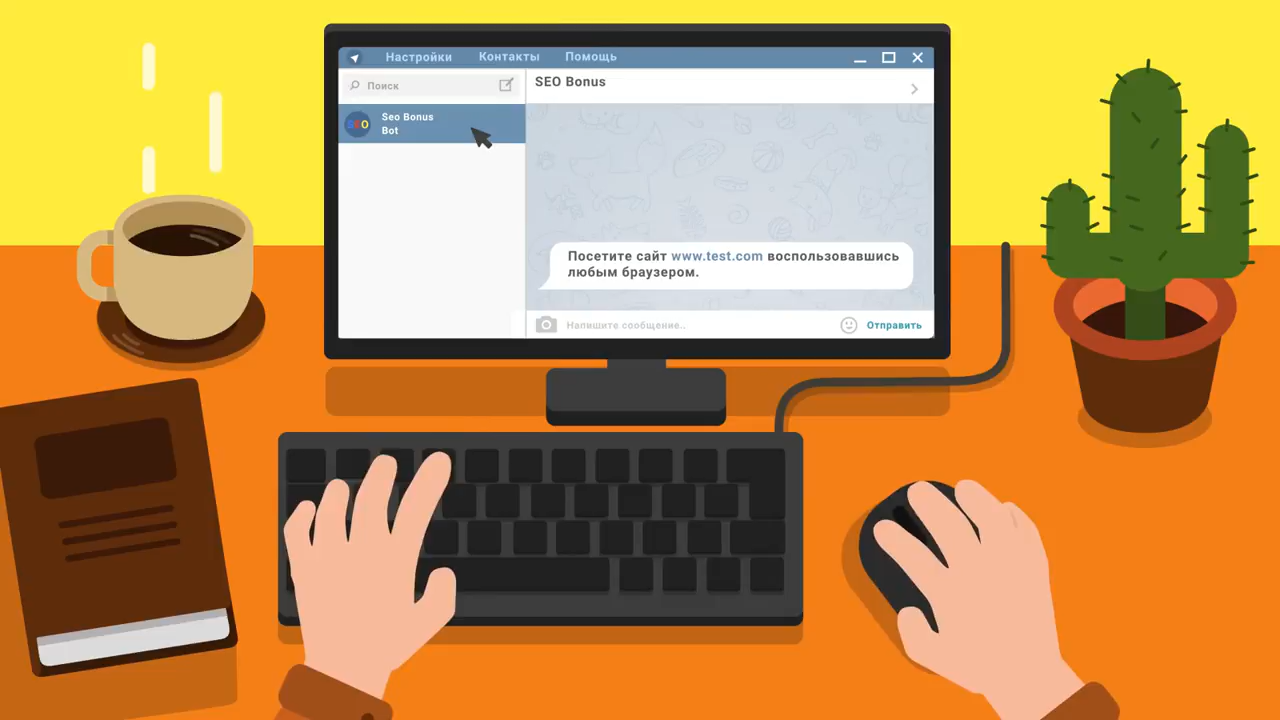 Настройки Контакты Помощь
Поиск
SEO Bonus
SEO
Seo Bonus
Bot
Посетите сайт www.test.com воспользовавшись
любым браузером.
Напишите сообщение...
Отправить